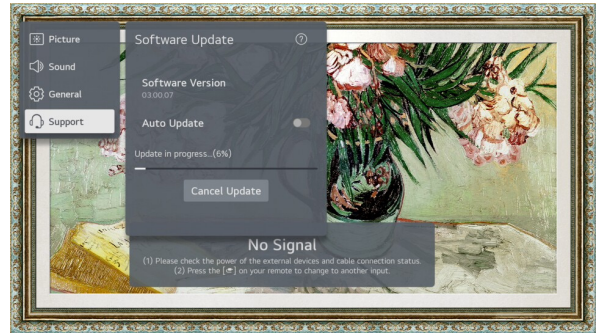 Picture
Sound
General
Support
Software Update
Software Version
03.00.07
Auto Update
Update in progress...(6%)
Cancel Update
No Signal
(1) Please check the power of the external devices and cable connection status.
(2) Press the [ ] on your remote to change to another input.